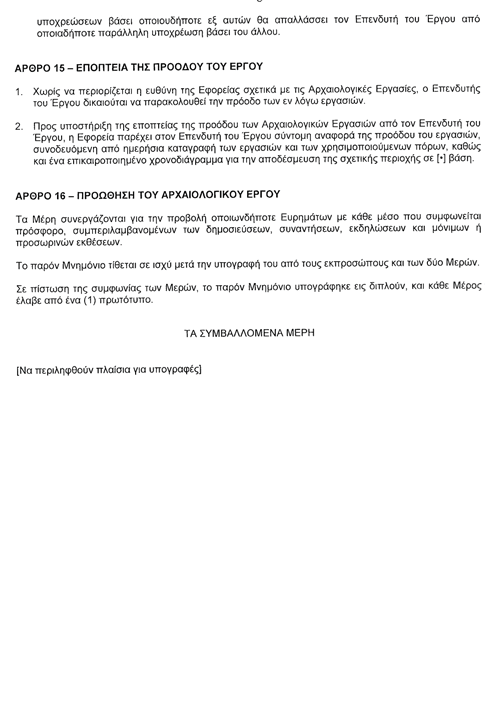 υποχρεώσεων βάσει οποιουδήποτε εξ αυτών θα απαλλάσσει τον Επενδυτή του Έργου από
οποιαδήποτε παράλληλη υποχρέωση βάσει του άλλου.
ΑΡΘΡΟ 15 – ΕΠΟΠΤΕΙΑ ΤΗΣ ΠΡΟΟΔΟΥ ΤΟΥ ΕΡΓΟΥ
1. Χωρίς να περιορίζεται η ευθύνη της Εφορείας σχετικά με τις Αρχαιολογικές Εργασίες, ο Επενδυτής
του Έργου δικαιούται να παρακολουθεί την πρόοδο των εν λόγω εργασιών.
2. Προς υποστήριξη της εποπτείας της προόδου των Αρχαιολογικών Εργασιών από τον Επενδυτή του
Έργου, η Εφορεία παρέχει στον Επενδυτή του Έργου σύντομη αναφορά της προόδου του εργασιών,
συνοδευόμενη από ημερήσια καταγραφή των εργασιών και των χρησιμοποιούμενων πόρων, καθώς
και ένα επικαιροποιημένο χρονοδιάγραμμα για την αποδέσμευση της σχετικής περιοχής σε [•] βάση.
ΑΡΘΡΟ 16 – ΠΡΟΩΘΗΣΗ ΤΟΥ ΑΡΧΑΙΟΛΟΓΙΚΟΥ ΕΡΓΟΥ
Τα Μέρη συνεργάζονται για την προβολή οποιωνδήποτε Ευρημάτων με κάθε μέσο που συμφωνείται
πρόσφορο, συμπεριλαμβανομένων των δημοσιεύσεων, συναντήσεων, εκδηλώσεων και μόνιμων ή
προσωρινών εκθέσεων.
Το παρόν Μνημόνιο τίθεται σε ισχύ μετά την υπογραφή του από τους εκπροσώπους και των δύο Μερών.
Σε πίστωση της συμφωνίας των Μερών, το παρόν Μνημόνιο υπογράφηκε εις διπλούν, και κάθε Μέρος
έλαβε από ένα (1) πρωτότυπο.
ΤΑ ΣΥΜΒΑΛΛΟΜΕΝΑ ΜΕΡΗ
[Να περιληφθούν πλαίσια για υπογραφές]